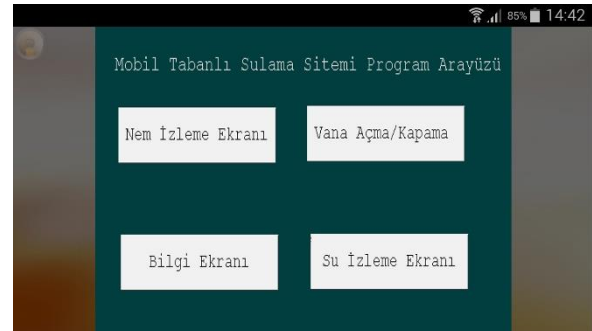 85% 14:42
Mobil Tabanlı Sulama Sitemi Program Arayüzü
Nem İzleme Ekranı
Vana Açma/Kapama
Bilgi Ekranı
Su İzleme Ekranı